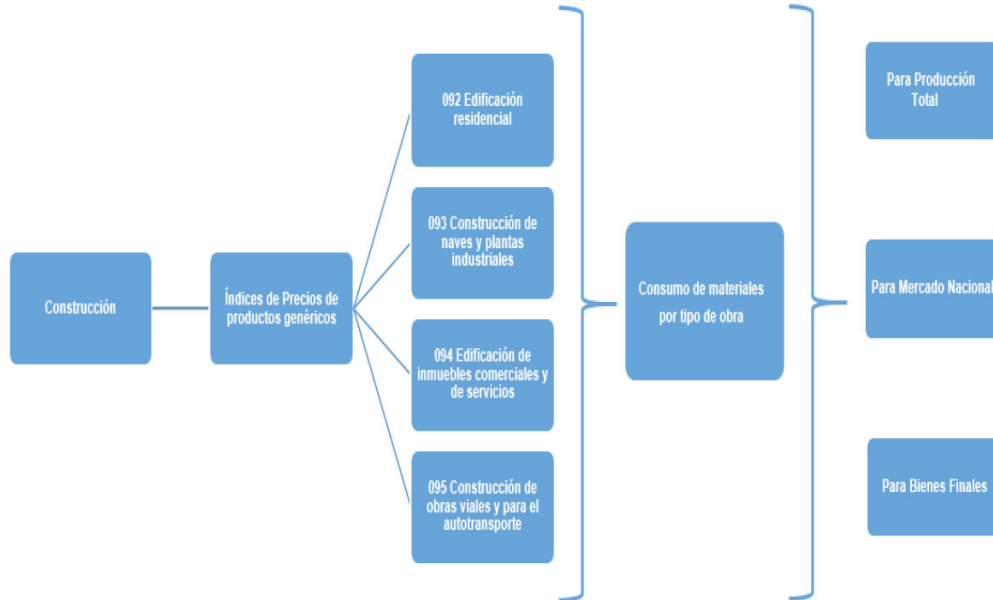 Construcción
Índices de Precios de
productos genéricos
092 Edificación
residencial
093 Construcción de
naves y plantas
industriales
094 Edificación de
inmuebles comerciales y
de servicios
095 Construcción de
obras viales y para el
autotransporte
Consumo de materiales
por tipo de obra
Para Producción
Total
Para Mercado Nacional
Para Bienes Finales